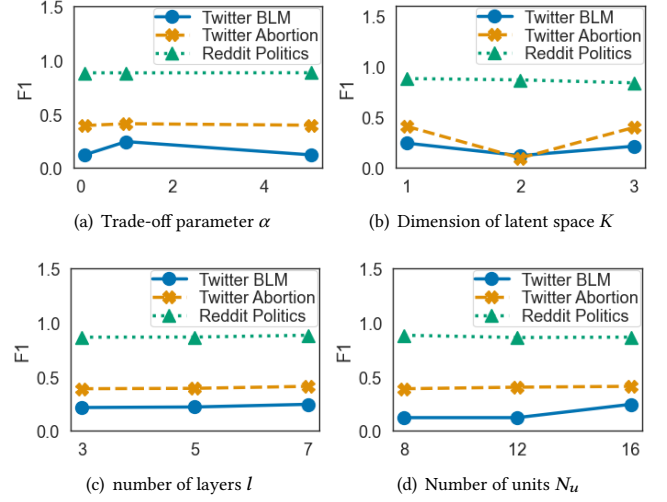 1.5
1.0
0.5
0.0
F1
Twitter BLM
Twitter Abortion
Reddit Politics
0 2 4
(a) Trade-off parameter α
1.5
1.0
0.5
0.0
F1
Twitter BLM
Twitter Abortion
Reddit Politics
1 2 3
(b) Dimension of latent space K
1.5
1.0
0.5
0.0
F1
Twitter BLM
Twitter Abortion
Reddit Politics
3 5 7
(c) number of layers l
1.5
1.0
0.5
0.0
F1
Twitter BLM
Twitter Abortion
Reddit Politics
8 12 16
(d) Number of units Nu